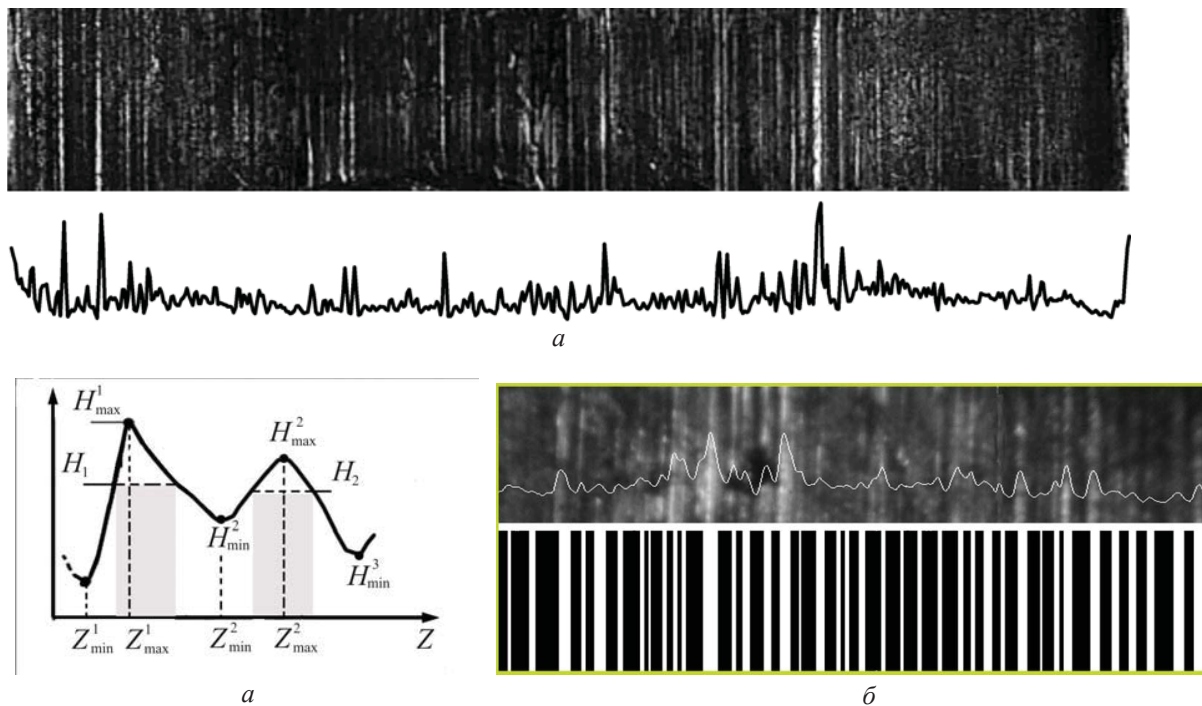 а
H¹max
H²max
H₁
H₂
H²min
H³min
Z¹min Z¹max Z²min Z²max Z
а
б